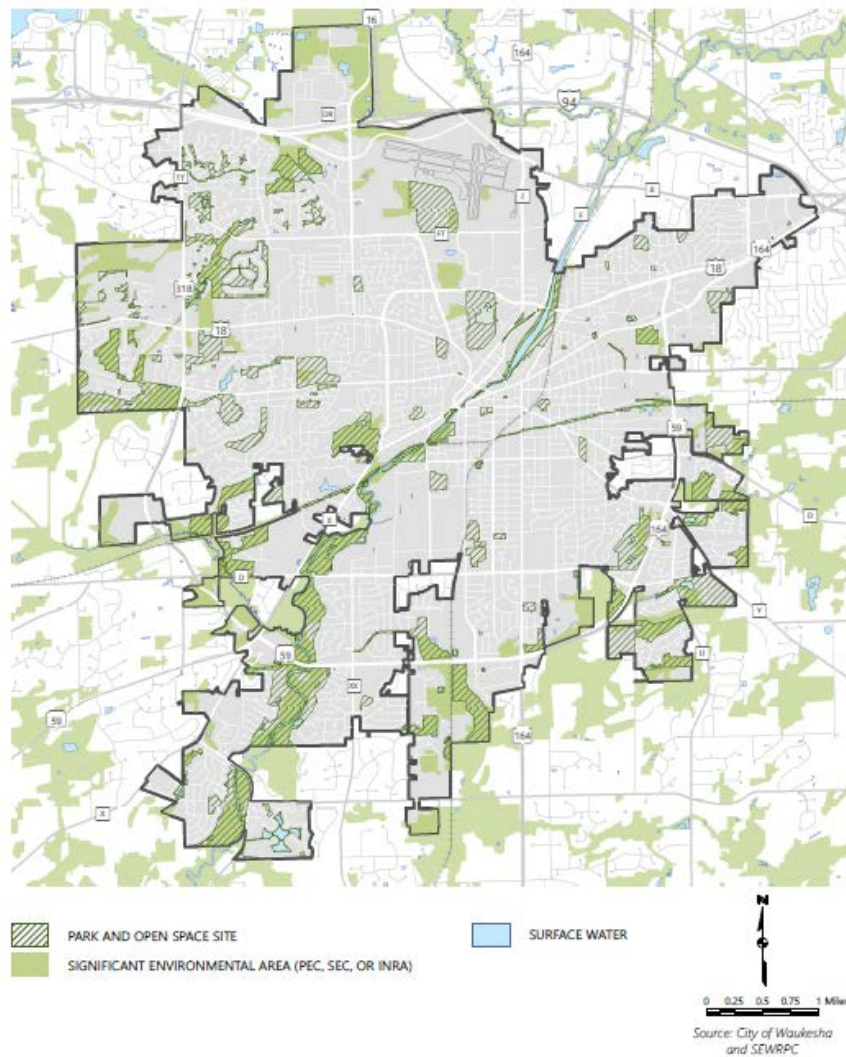 16
164
94
DR
TT
J
F
R
FT
164
18
318
18
59
X
D
164
D
Y
59
U
XX
59
164
X
PARK AND OPEN SPACE SITE
SIGNIFICANT ENVIRONMENTAL AREA (PEC, SEC, OR INRA)
SURFACE WATER
N
0 0.25 0.5 0.75 1 Miles
Source: City of Waukesha
and SEWRPC